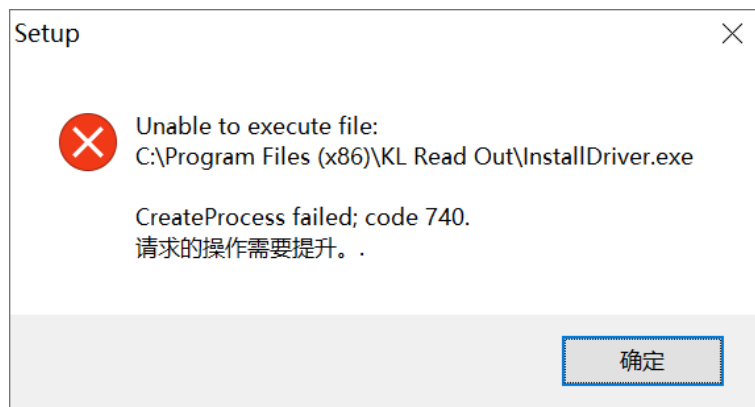 Setup
Unable to execute file:
C:\Program Files (x86)\KL Read Out\InstallDriver.exe
CreateProcess failed; code 740.
请求的操作需要提升。.
确定